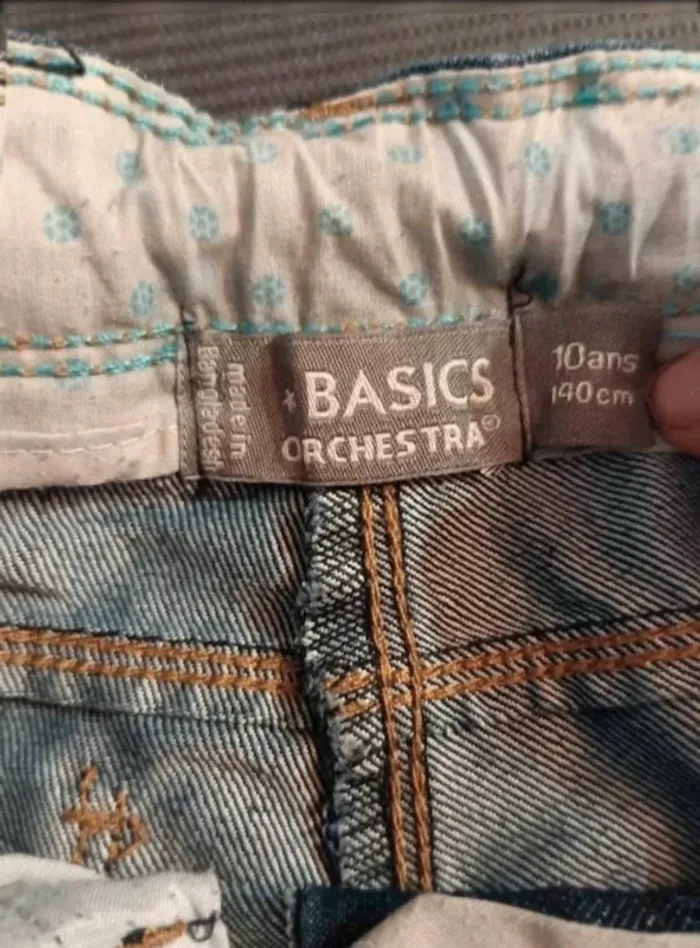 made in
Bangladesh
*BASICS
ORCHESTRA®
10ans
140cm